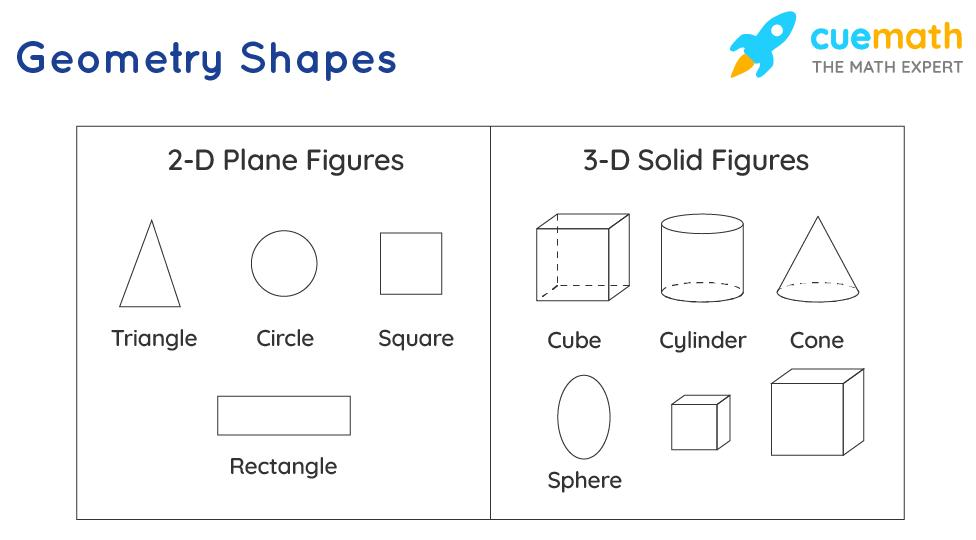 Geometry Shapes
cuemath
THE MATH EXPERT
2-D Plane Figures
3-D Solid Figures
Triangle
Circle
Square
Cube
Cylinder
Cone
Rectangle
Sphere